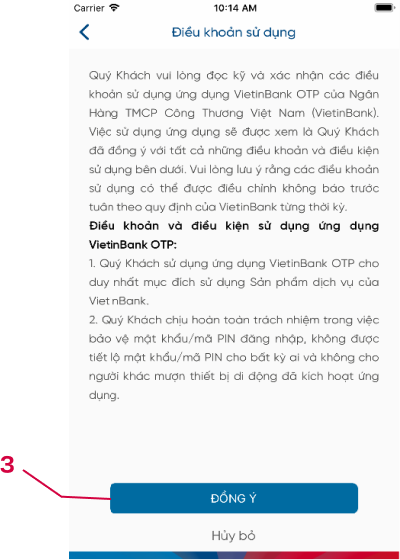 Carrier 10:14 AM
Điều khoản sử dụng
Quý Khách vui lòng đọc kỹ và xác nhận các điều
khoản sử dụng ứng dụng VietinBank OTP của Ngân
Hàng TMCP Công Thương Việt Nam (VietinBank).
Việc sử dụng ứng dụng sẽ được xem là Quý Khách
đã đồng ý với tất cả những điều khoản và điều kiện
sử dụng bên dưới. Vui lòng lưu ý rằng các điều khoản
sử dụng có thể được điều chỉnh không báo trước
tuân theo quy định của VietinBank từng thời kỳ.
Điều khoản và điều kiện sử dụng ứng dụng
VietinBank OTP:
1. Quý Khách sử dụng ứng dụng VietinBank OTP cho
duy nhất mục đích sử dụng Sản phẩm dịch vụ của
Viet nBank.
2. Quý Khách chịu hoàn toàn trách nhiệm trong việc
bảo vệ mật khẩu/mã PIN đăng nhập, không được
tiết lộ mật khẩu/mã PIN cho bất kỳ ai và không cho
người khác mượn thiết bị di động đã kích hoạt ứng
dụng.
3
ĐỒNG Ý
Hủy bỏ